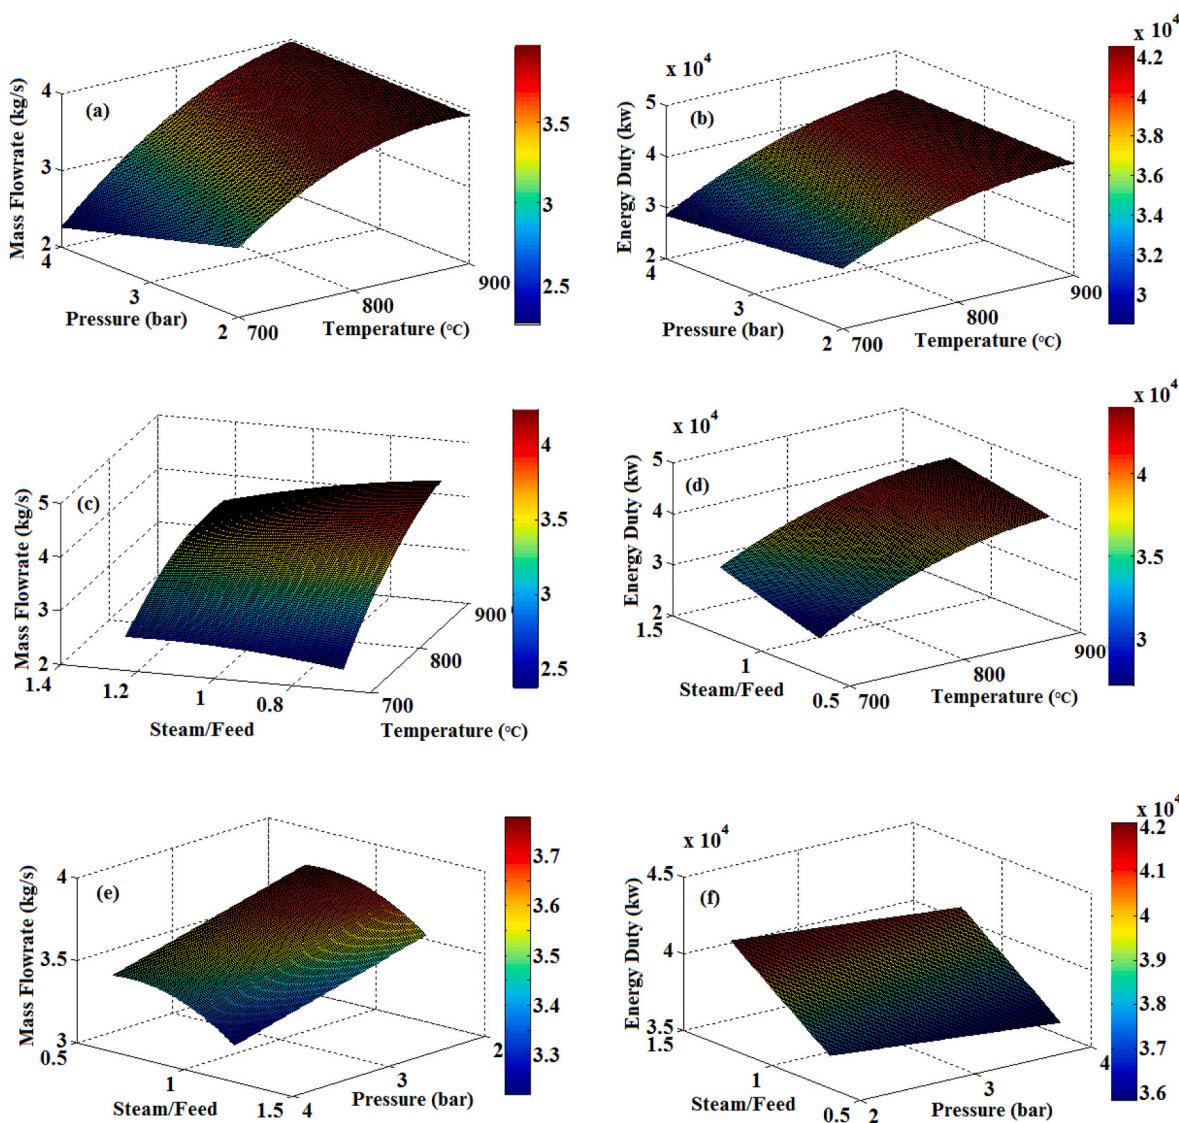 (a)
Mass Flowrate (kg/s)
4
3
2
4
3
2
Pressure (bar)
700
800
900
Temperature (°C)
3.5
3
2.5
(b)
x 10^4
Energy Duty (kw)
5
4
3
2
4
3
2
Pressure (bar)
700
800
900
Temperature (°C)
x 10^4
4.2
4
3.8
3.6
3.4
3.2
3
(c)
Mass Flowrate (kg/s)
5
4
3
2
1.4
1.2
1
0.8
Steam/Feed
700
800
900
Temperature (°C)
4
3.5
3
2.5
(d)
x 10^4
Energy Duty (kw)
5
4
3
2
1.5
1
0.5
Steam/Feed
700
800
900
Temperature (°C)
x 10^4
4
3.5
3
(e)
Mass Flowrate (kg/s)
4
3.5
3
0.5
1
1.5
Steam/Feed
4
3
2
Pressure (bar)
3.7
3.6
3.5
3.4
3.3
(f)
x 10^4
Energy Duty (kw)
4.5
4
3.5
1.5
1
0.5
Steam/Feed
2
3
4
Pressure (bar)
x 10^4
4.2
4.1
4
3.9
3.8
3.7
3.6